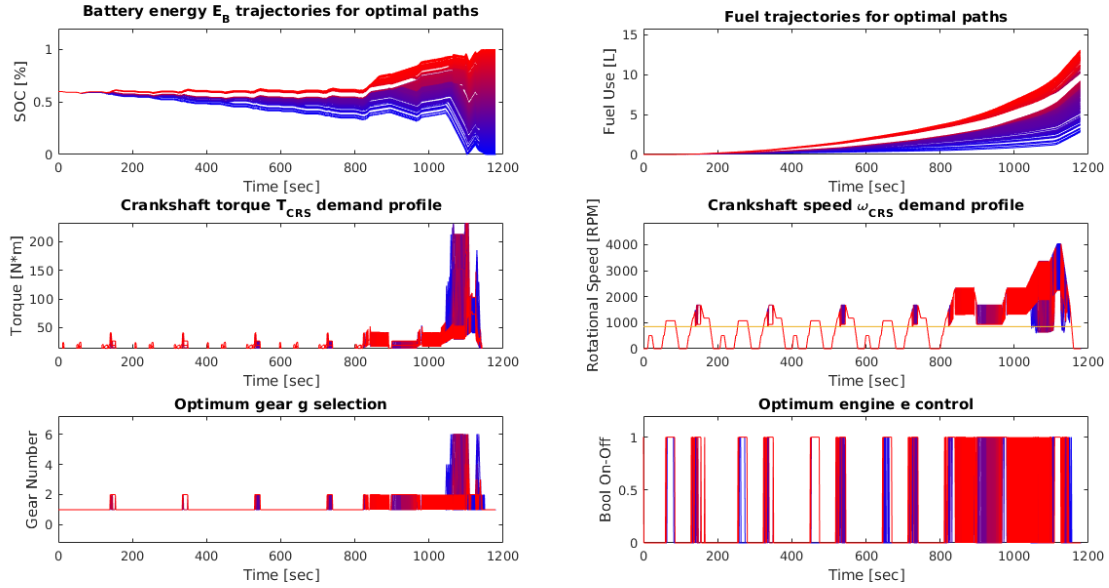 Battery energy E_B trajectories for optimal paths
SOC [%]
1
0.5
0
0 200 400 600 800 1000 1200
Time [sec]
Fuel trajectories for optimal paths
Fuel Use [L]
15
10
5
0
0 200 400 600 800 1000 1200
Time [sec]
Crankshaft torque T_CRS demand profile
Torque [N*m]
200
150
100
50
0 200 400 600 800 1000 1200
Time [sec]
Crankshaft speed ω_CRS demand profile
Rotational Speed [RPM]
4000
3000
2000
1000
0
0 200 400 600 800 1000 1200
Time [sec]
Optimum gear g selection
Gear Number
6
4
2
0
0 200 400 600 800 1000 1200
Time [sec]
Optimum engine e control
Bool On-Off
1
0.5
0
0 200 400 600 800 1000 1200
Time [sec]